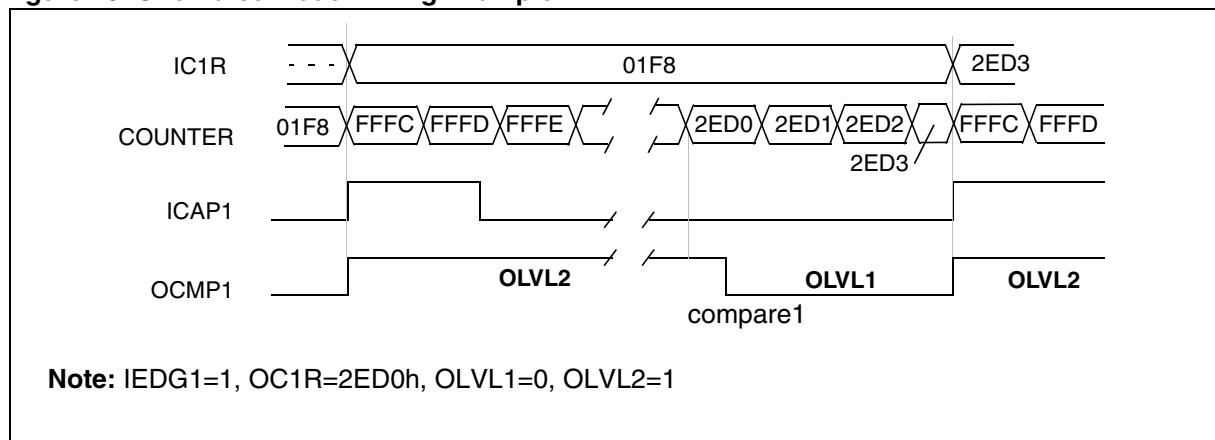 IC1R - - - 01F8 2ED3
COUNTER 01F8 FFFC FFFD FFFE 2ED0 2ED1 2ED2 FFFC FFFD
2ED3
ICAP1
OCMP1 OLVL2 OLVL1 OLVL2
compare1
Note: IEDG1=1, OC1R=2ED0h, OLVL1=0, OLVL2=1